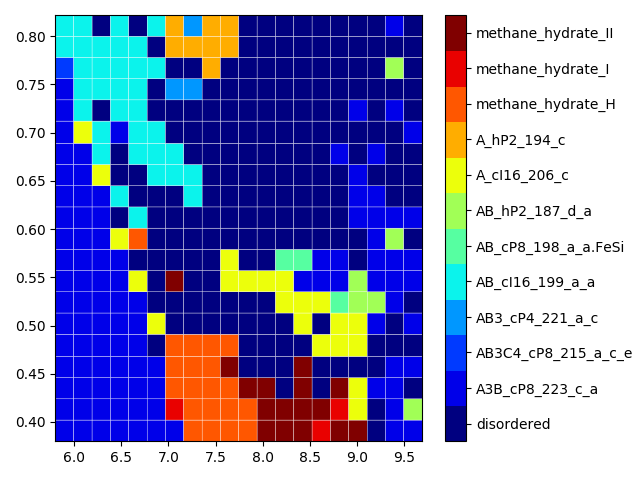 0.80
0.75
0.70
0.65
0.60
0.55
0.50
0.45
0.40
6.0 6.5 7.0 7.5 8.0 8.5 9.0 9.5
methane_hydrate_II
methane_hydrate_I
methane_hydrate_H
A_hP2_194_c
A_cI16_206_c
AB_hP2_187_d_a
AB_cP8_198_a_a.FeSi
AB_cI16_199_a_a
AB3_cP4_221_a_c
AB3C4_cP8_215_a_c_e
A3B_cP8_223_c_a
disordered